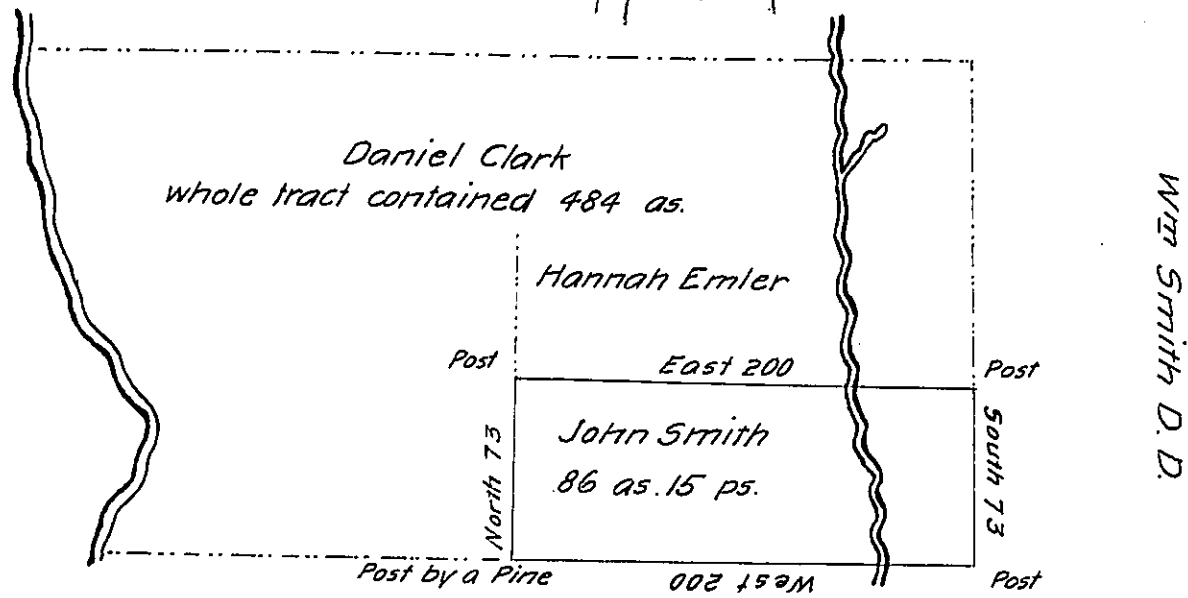 Daniel Clark
whole tract contained 484 as.
Hannah Emler
Post
East 200
Post
John Smith
86 as. 15 ps.
North 73
South 73
Post by a Pine
West 200
Post
Wm Smith D.D.